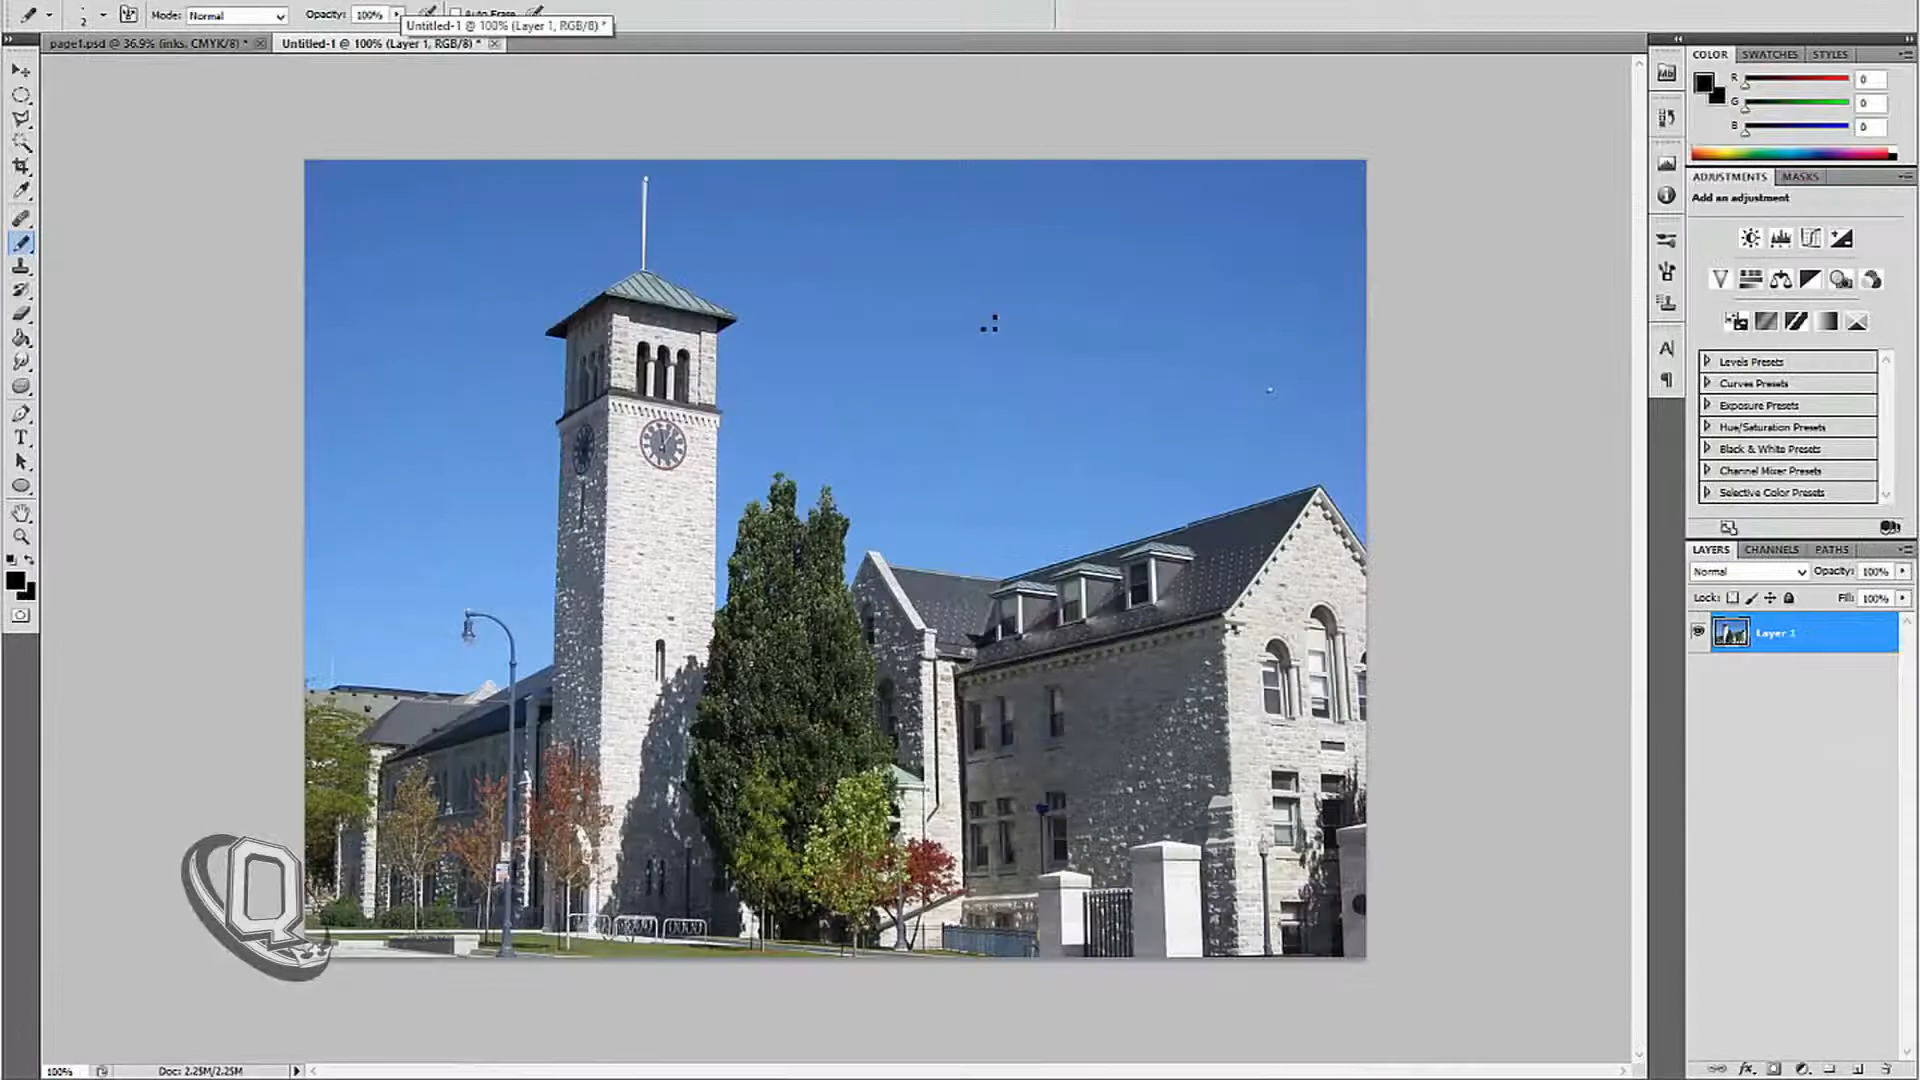 2 Mode: Normal Opacity: 100% Auto Erase
Untitled-1 @ 100% (Layer 1, RGB/8) *
page1.psd @ 36.9% (inks, CMYK/8) * Untitled-1 @ 100% (Layer 1, RGB/8) *
COLOR SWATCHES STYLES
R 0
G 0
B 0
ADJUSTMENTS MASKS
Add an adjustment
Levels Presets
Curves Presets
Exposure Presets
Hue/Saturation Presets
Black & White Presets
Channel Mixer Presets
Selective Color Presets
LAYERS CHANNELS PATHS
Normal Opacity: 100%
Lock: Fill: 100%
Layer 1
Q
100% Doc: 2.25M/2.25M